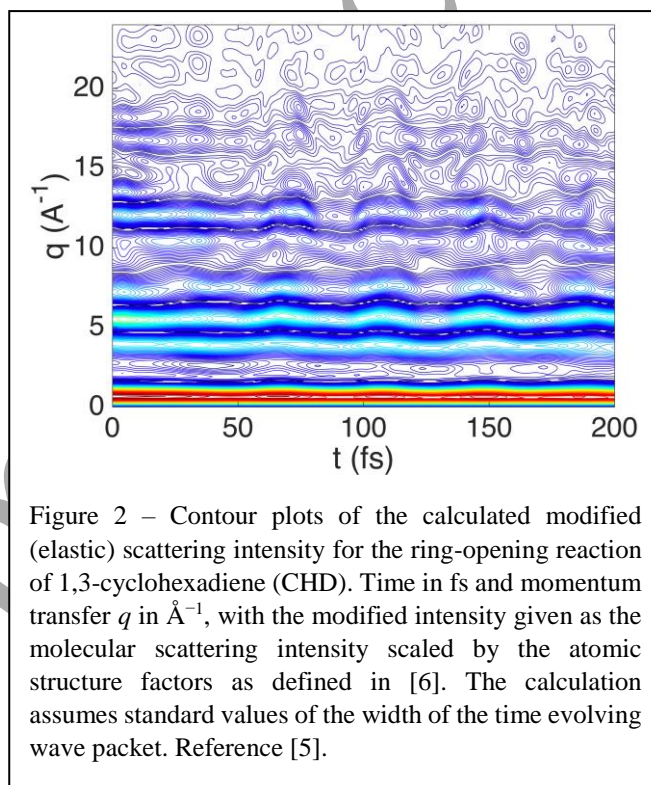 20
15
10
5
0
q (A⁻¹)
0 50 100 150 200
t (fs)
Figure 2 – Contour plots of the calculated modified
(elastic) scattering intensity for the ring-opening reaction
of 1,3-cyclohexadiene (CHD). Time in fs and momentum
transfer q in Å⁻¹, with the modified intensity given as the
molecular scattering intensity scaled by the atomic
structure factors as defined in [6]. The calculation
assumes standard values of the width of the time evolving
wave packet. Reference [5].